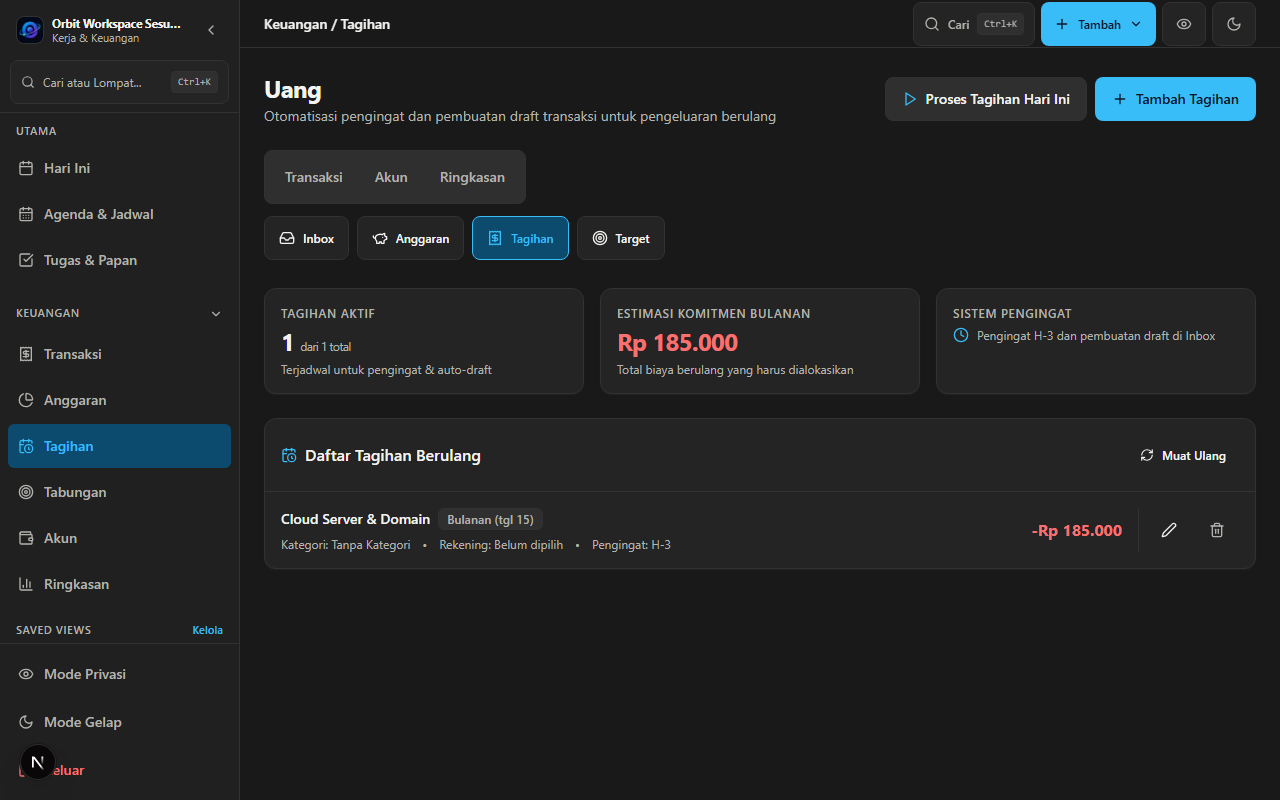 Orbit Workspace Sesu...
Kerja & Keuangan
Cari atau Lompat...
Ctrl+K
UTAMA
Hari Ini
Agenda & Jadwal
Tugas & Papan
KEUANGAN
Transaksi
Anggaran
Tagihan
Tabungan
Akun
Ringkasan
SAVED VIEWS
Kelola
Mode Privasi
Mode Gelap
N
eluar
Keuangan / Tagihan
Cari
Ctrl+K
Tambah
Uang
Otomatisasi pengingat dan pembuatan draft transaksi untuk pengeluaran berulang
Proses Tagihan Hari Ini
Tambah Tagihan
Transaksi
Akun
Ringkasan
Inbox
Anggaran
Tagihan
Target
TAGIHAN AKTIF
1 dari 1 total
Terjadwal untuk pengingat & auto-draft
ESTIMASI KOMITMEN BULANAN
Rp 185.000
Total biaya berulang yang harus dialokasikan
SISTEM PENGINGAT
Pengingat H-3 dan pembuatan draft di Inbox
Daftar Tagihan Berulang
Muat Ulang
Cloud Server & Domain
Bulanan (tgl 15)
Kategori: Tanpa Kategori • Rekening: Belum dipilih • Pengingat: H-3
-Rp 185.000